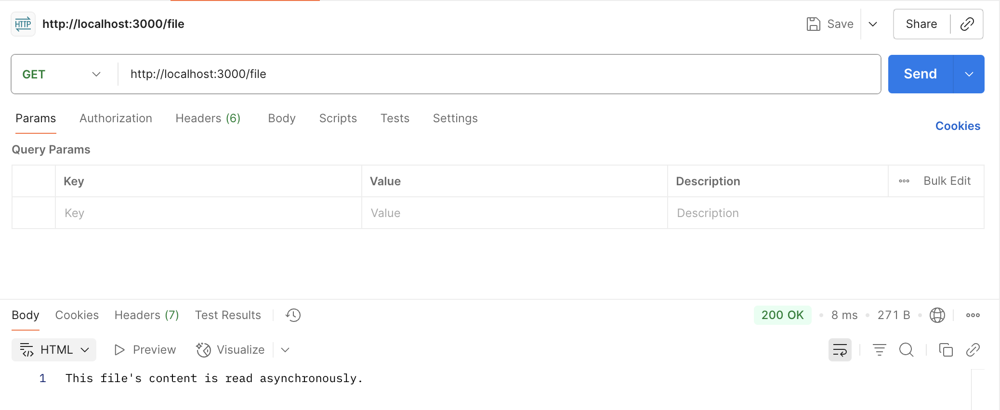 HTTP http://localhost:3000/file Save Share
GET http://localhost:3000/file Send
Params Authorization Headers (6) Body Scripts Tests Settings Cookies
Query Params
Key Value Description Bulk Edit
Key Value Description
Body Cookies Headers (7) Test Results 200 OK • 8 ms • 271 B •
HTML Preview Visualize
1 This file's content is read asynchronously.